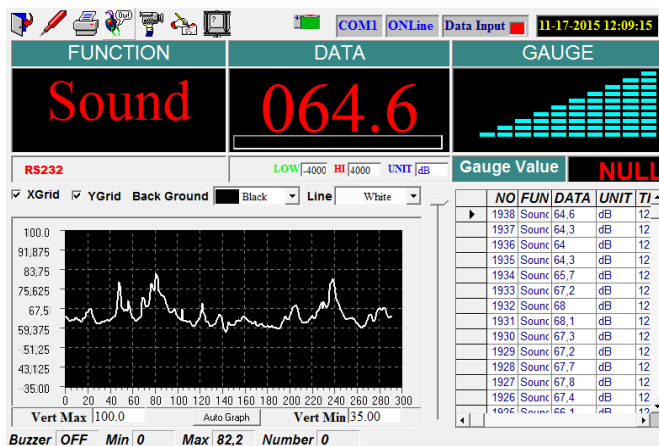 Out!
COM1 ONLine Data Input 11-17-2015 12:09:15
FUNCTION DATA GAUGE
Sound 064.6
RS232 LOW -4000 HI 4000 UNIT dB Gauge Value NULL
XGrid YGrid Back Ground Black Line White
NO FUN DATA UNIT TI
1938 Sounc 64,6 dB 12
1937 Sounc 64,3 dB 12
1936 Sounc 64 dB 12
1935 Sounc 64,3 dB 12
1934 Sounc 65,7 dB 12
1933 Sounc 67,2 dB 12
1932 Sounc 68 dB 12
1931 Sounc 68,1 dB 12
1930 Sounc 67,3 dB 12
1929 Sounc 67,2 dB 12
1928 Sounc 67,7 dB 12
1927 Sounc 67,8 dB 12
1926 Sounc 67,4 dB 12
1925 Sounc 66,1 dB 12
100.0
91,875
83,75
75,625
67,5
59,375
51,25
43,125
35.00
0 20 40 60 80 100 120 140 160 180 200 220 240 260 280 300
Vert Max 100.0 Auto Graph Vert Min 35.00
Buzzer OFF Min 0 Max 82,2 Number 0